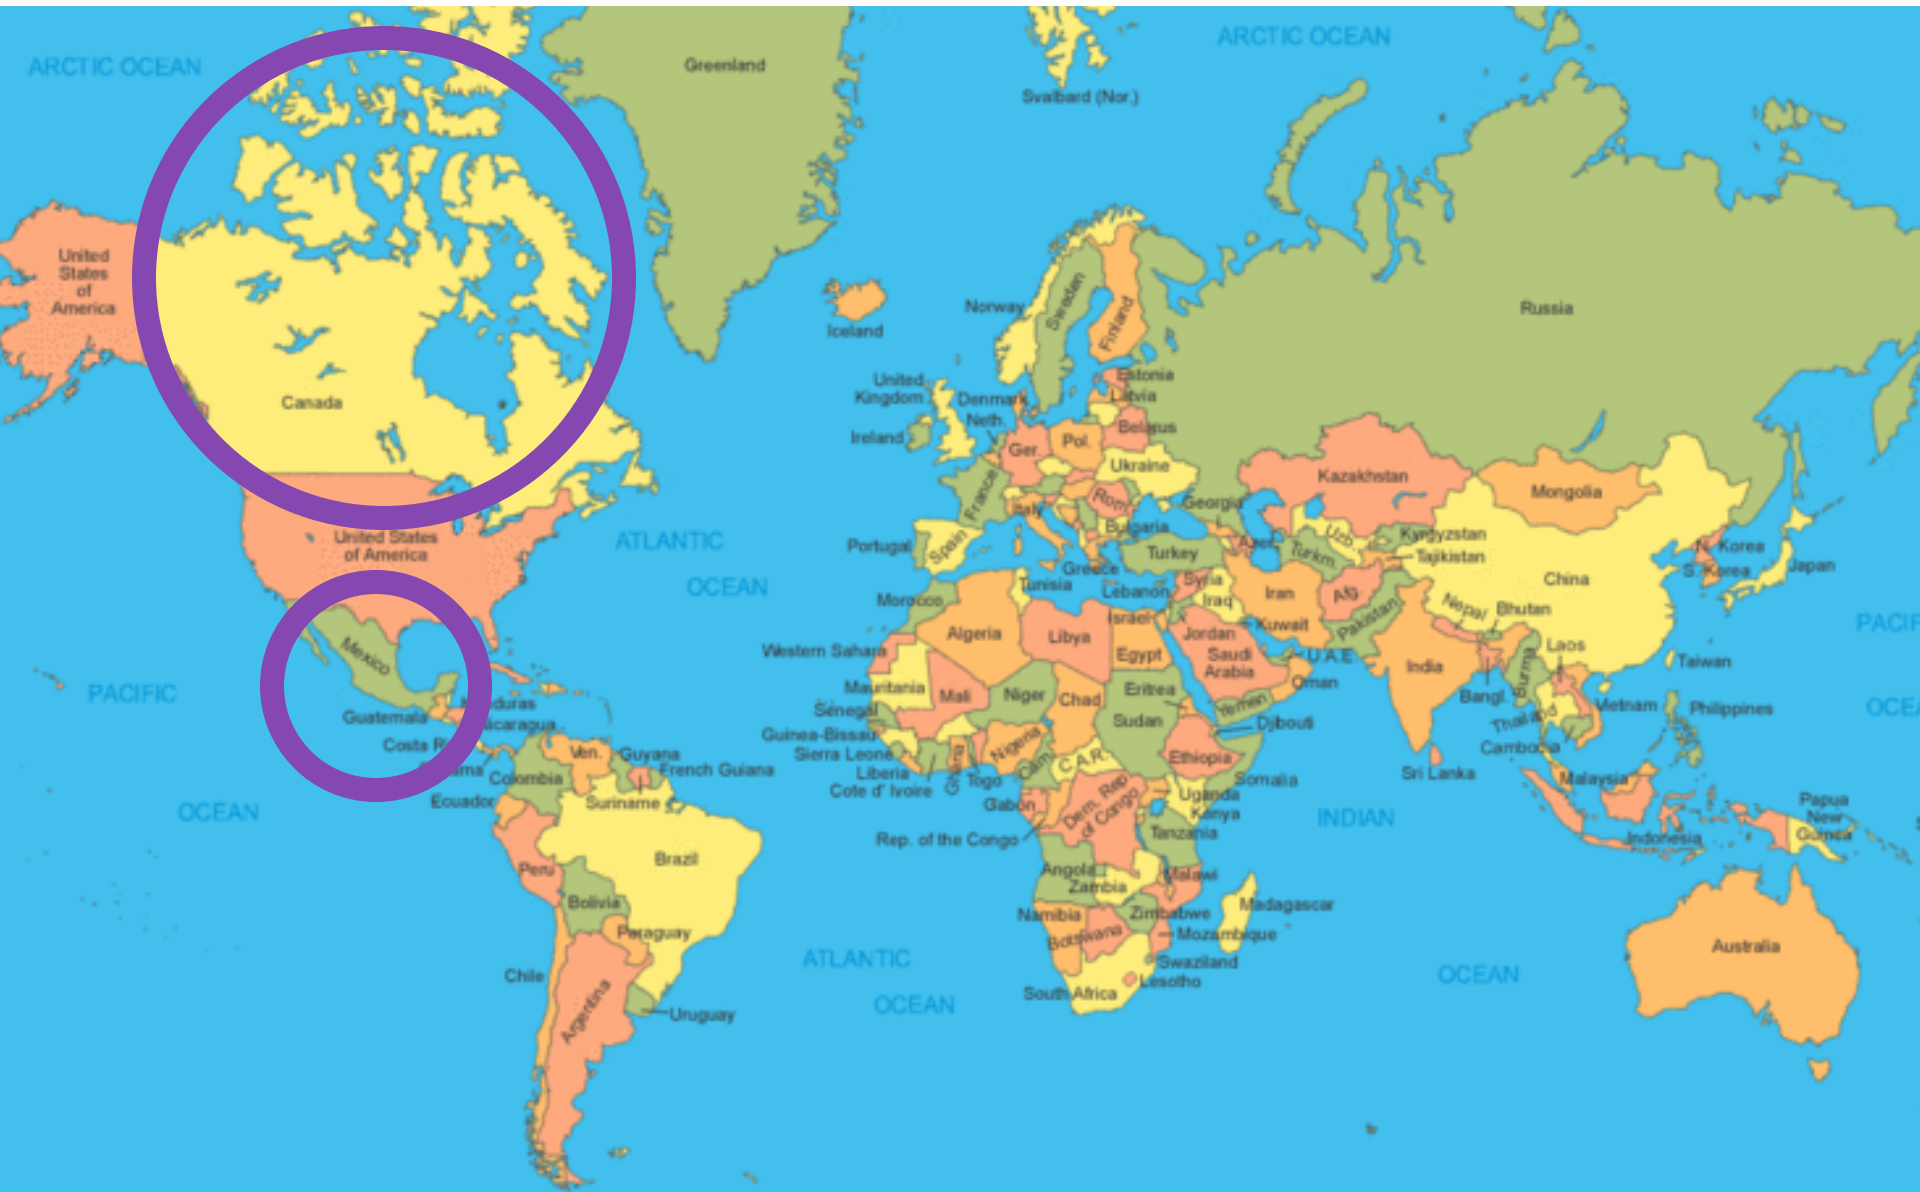 ARCTIC OCEAN
ARCTIC OCEAN
Greenland
Svalbard (Nor.)
United
States
of
America
Canada
Iceland
Norway
Sweden
Finland
Russia
United
Kingdom
Ireland
Denmark
Neth.
Estonia
Latvia
Belarus
Ger.
Pol.
Ukraine
France
Rom.
Italy
Bulgaria
Georgia
Kazakhstan
Mongolia
United States
of America
ATLANTIC
OCEAN
Portugal
Spain
Greece
Turkey
Azer.
Turkm.
Uzb.
Kyrgyzstan
Tajikistan
China
N. Korea
S. Korea
Japan
Morocco
Tunisia
Lebanon
Syria
Iraq
Iran
Afg.
Pakistan
Nepal
Bhutan
Western Sahara
Algeria
Libya
Israel
Egypt
Jordan
Kuwait
Saudi
Arabia
U.A.E.
Oman
India
Burma
Laos
Taiwan
PACIF
OCEA
Mexico
PACIFIC
OCEAN
Guatemala
duras
icaragua
Costa R
ama
Mauritania
Mali
Niger
Chad
Eritrea
Sudan
Yemen
Djibouti
Bangl.
Thailand
Vietnam
Philippines
Cambodia
Senegal
Guinea-Bissau
Sierra Leone
Liberia
Cote d' Ivoire
Ghana
Togo
Nigeria
Cam.
C.A.R.
Ethiopia
Somalia
Sri Lanka
Malaysia
Ven.
Guyana
French Guiana
Colombia
Suriname
Ecuador
Gabon
Rep. of the Congo
Dem. Rep.
of Congo
Uganda
Kenya
Tanzania
INDIAN
OCEAN
Indonesia
Papua
New
Guinea
Brazil
Peru
Bolivia
Paraguay
Chile
Argentina
Uruguay
ATLANTIC
OCEAN
Angola
Zambia
Malawi
Namibia
Zimbabwe
Botswana
Mozambique
Madagascar
Swaziland
Lesotho
South Africa
Australia